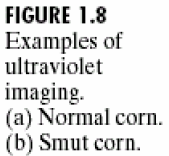 FIGURE 1.8
Examples of
ultraviolet
imaging.
(a) Normal corn.
(b) Smut corn.